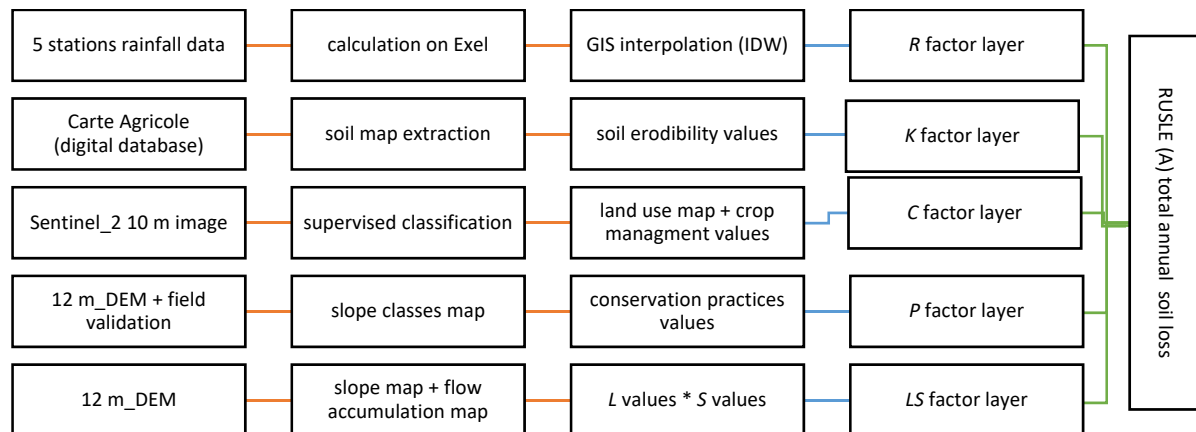 5 stations rainfall data
calculation on Exel
GIS interpolation (IDW)
R factor layer
Carte Agricole
(digital database)
soil map extraction
soil erodibility values
K factor layer
Sentinel_2 10 m image
supervised classification
land use map + crop
managment values
C factor layer
12 m_DEM + field
validation
slope classes map
conservation practices
values
P factor layer
12 m_DEM
slope map + flow
accumulation map
L values * S values
LS factor layer
RUSLE (A) total annual soil loss